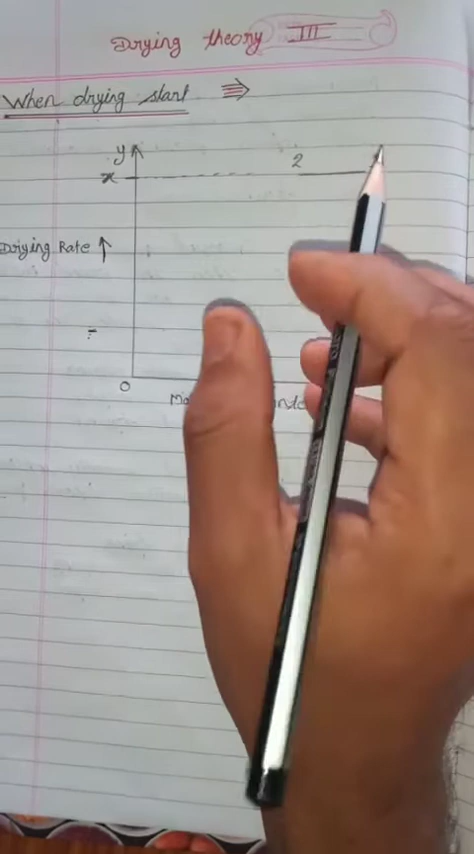 Drying theory III
When drying start ⇒
y
x
2
Drying Rate ↑
0